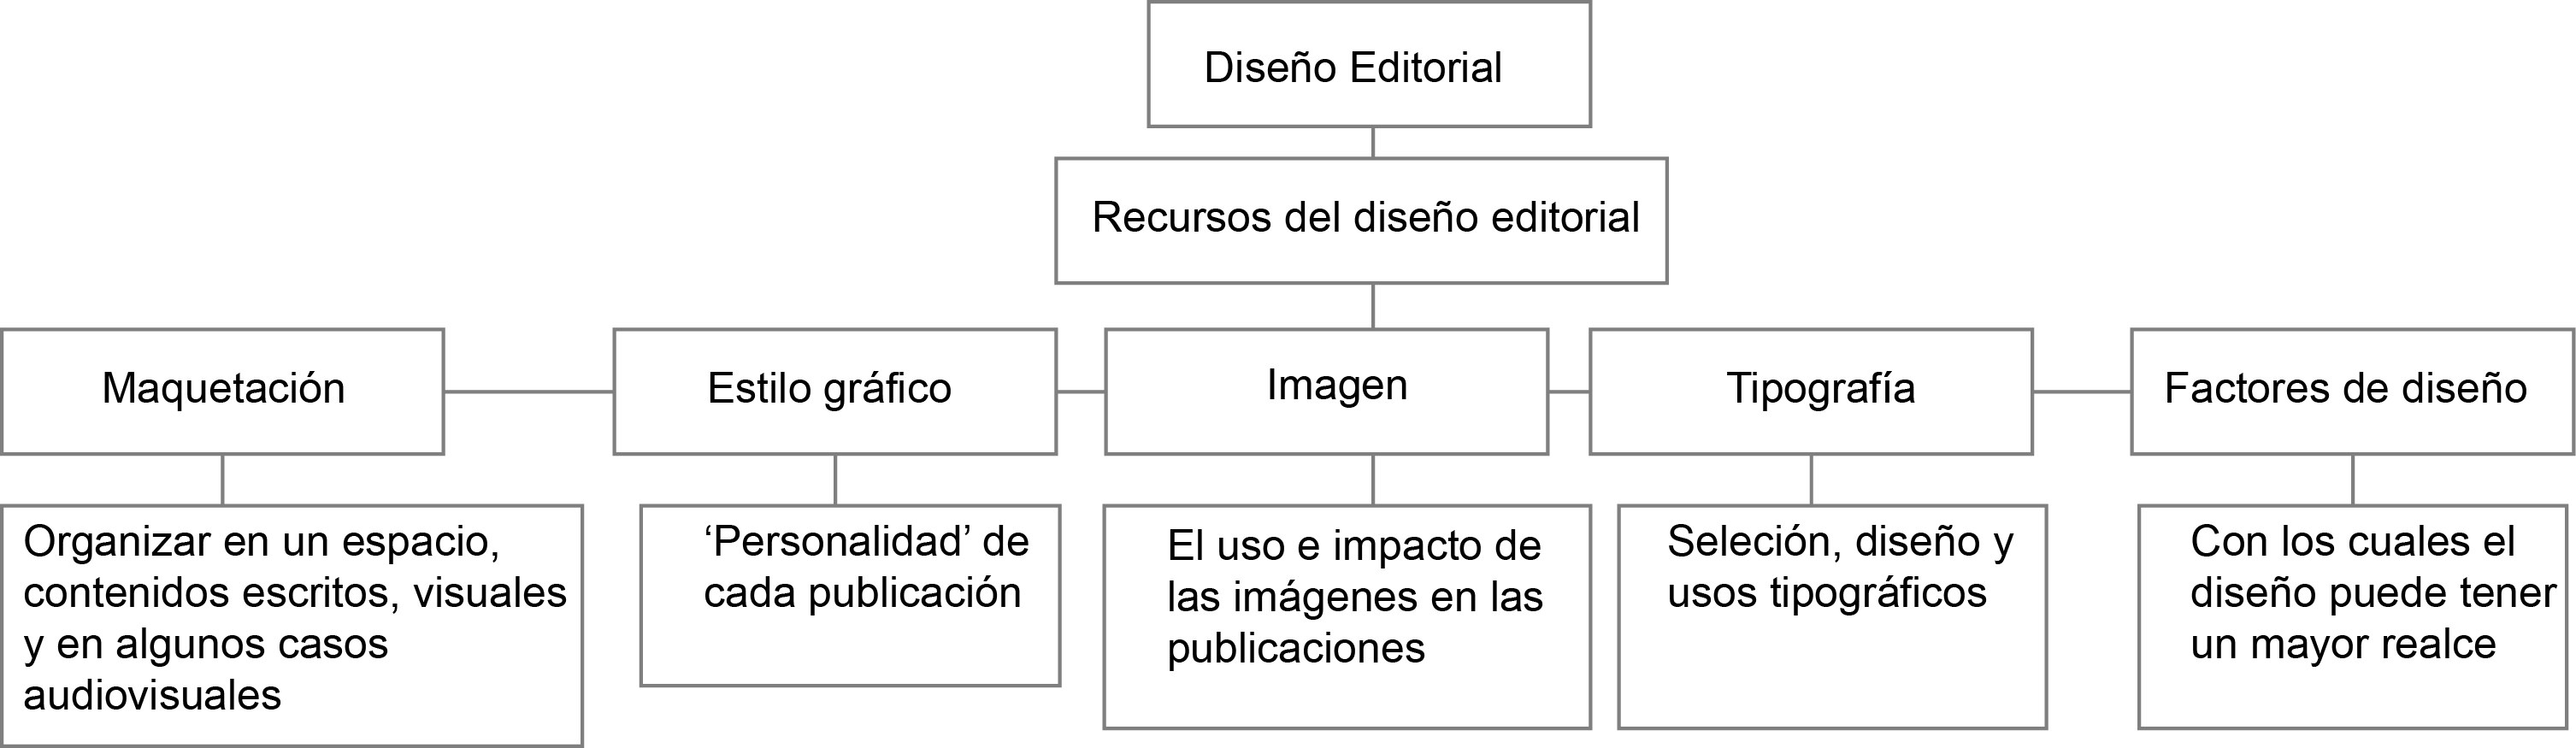 Diseño Editorial
Recursos del diseño editorial
Maquetación
Estilo gráfico
Imagen
Tipografía
Factores de diseño
Organizar en un espacio,
contenidos escritos, visuales
y en algunos casos
audiovisuales
‘Personalidad’ de
cada publicación
El uso e impacto de
las imágenes en las
publicaciones
Seleción, diseño y
usos tipográficos
Con los cuales el
diseño puede tener
un mayor realce